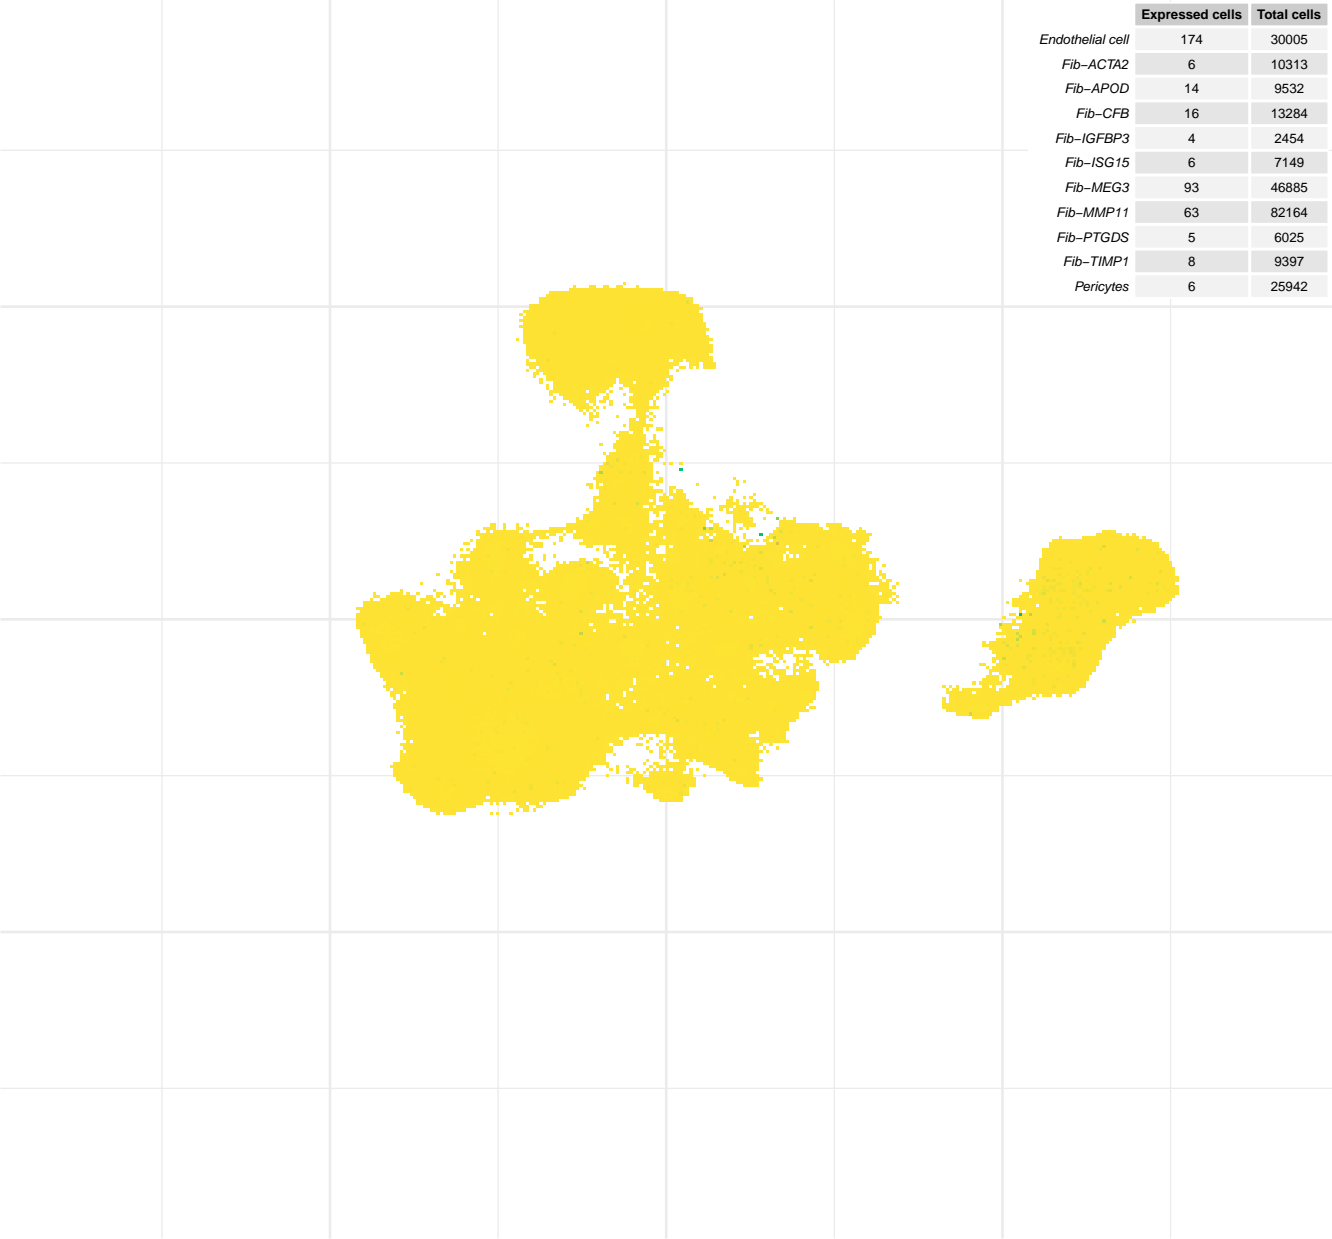 Expressed cells Total cells
Endothelial cell 174 30005
Fib−ACTA2 6 10313
Fib−APOD 14 9532
Fib−CFB 16 13284
Fib−IGFBP3 4 2454
Fib−ISG15 6 7149
Fib−MEG3 93 46885
Fib−MMP11 63 82164
Fib−PTGDS 5 6025
Fib−TIMP1 8 9397
Pericytes 6 25942